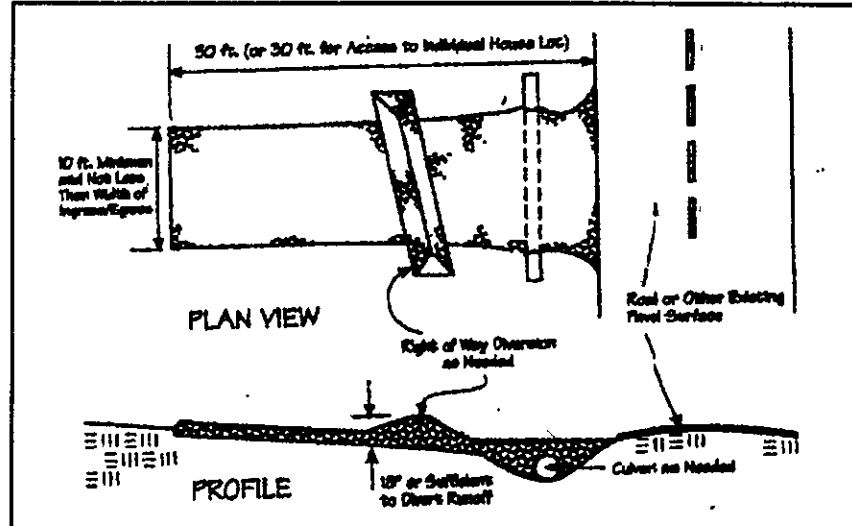 50 ft. (or 30 ft. for Access to Individual House Lot)
10 ft. Minimum
and Not Less
Than Width of
Ingress/Egress
PLAN VIEW
Right of Way Diversion
as Needed
Road or Other Existing
Paved Surface
18" or Sufficient
to Divert Runoff
Culvert as Needed
PROFILE